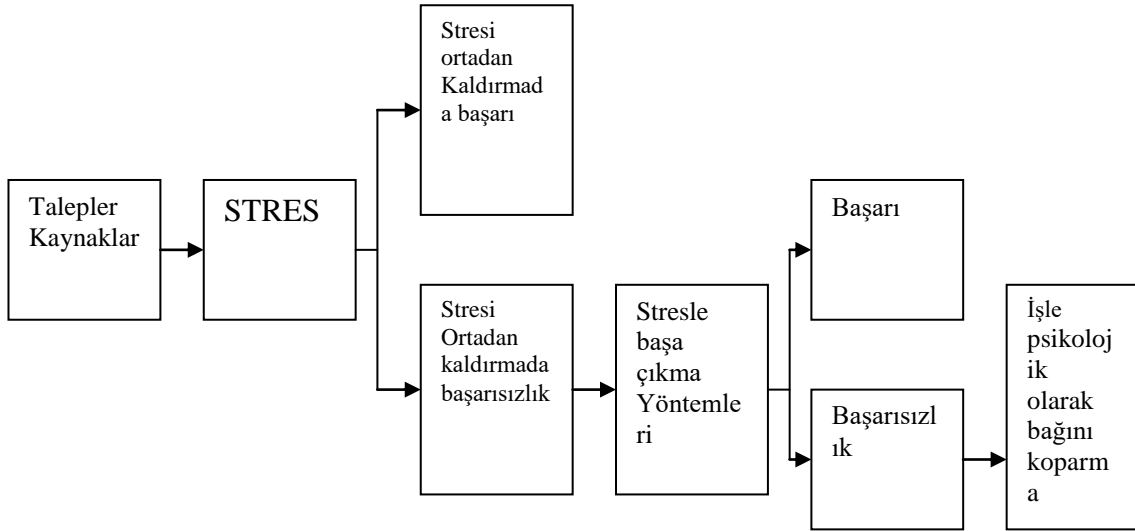 Talepler
Kaynaklar
STRES
Stresi
ortadan
Kaldırmad
a başarı
Stresi
Ortadan
kaldırmada
başarısızlık
Stresle
başa
çıkma
Yöntemle
ri
Başarı
Başarısızl
ık
İşle
psikoloj
ik
olarak
bağını
koparm
a